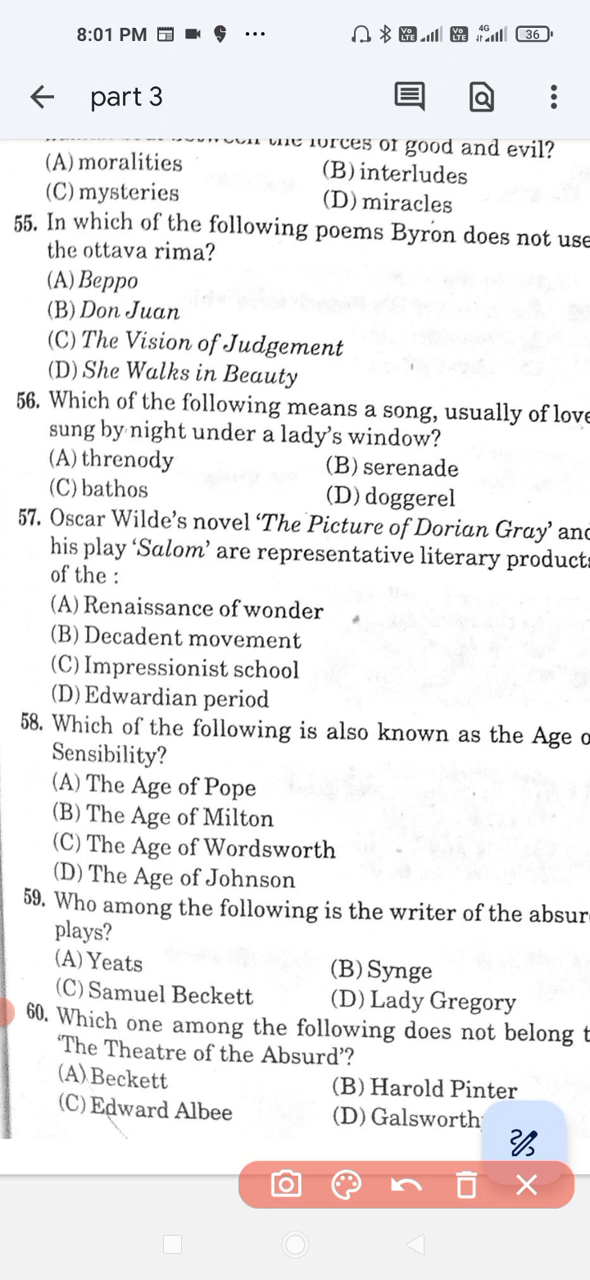 8:01 PM
4G
36
part 3
forces of good and evil?
(A) moralities (B) interludes
(C) mysteries (D) miracles
55. In which of the following poems Byron does not use
the ottava rima?
(A) Beppo
(B) Don Juan
(C) The Vision of Judgement
(D) She Walks in Beauty
56. Which of the following means a song, usually of love
sung by night under a lady's window?
(A) threnody (B) serenade
(C) bathos (D) doggerel
57. Oscar Wilde's novel 'The Picture of Dorian Gray' and
his play 'Salom' are representative literary products
of the :
(A) Renaissance of wonder
(B) Decadent movement
(C) Impressionist school
(D) Edwardian period
58. Which of the following is also known as the Age o
Sensibility?
(A) The Age of Pope
(B) The Age of Milton
(C) The Age of Wordsworth
(D) The Age of Johnson
59. Who among the following is the writer of the absur
plays?
(A) Yeats (B) Synge
(C) Samuel Beckett (D) Lady Gregory
60. Which one among the following does not belong t
'The Theatre of the Absurd'?
(A) Beckett (B) Harold Pinter
(C) Edward Albee (D) Galsworth